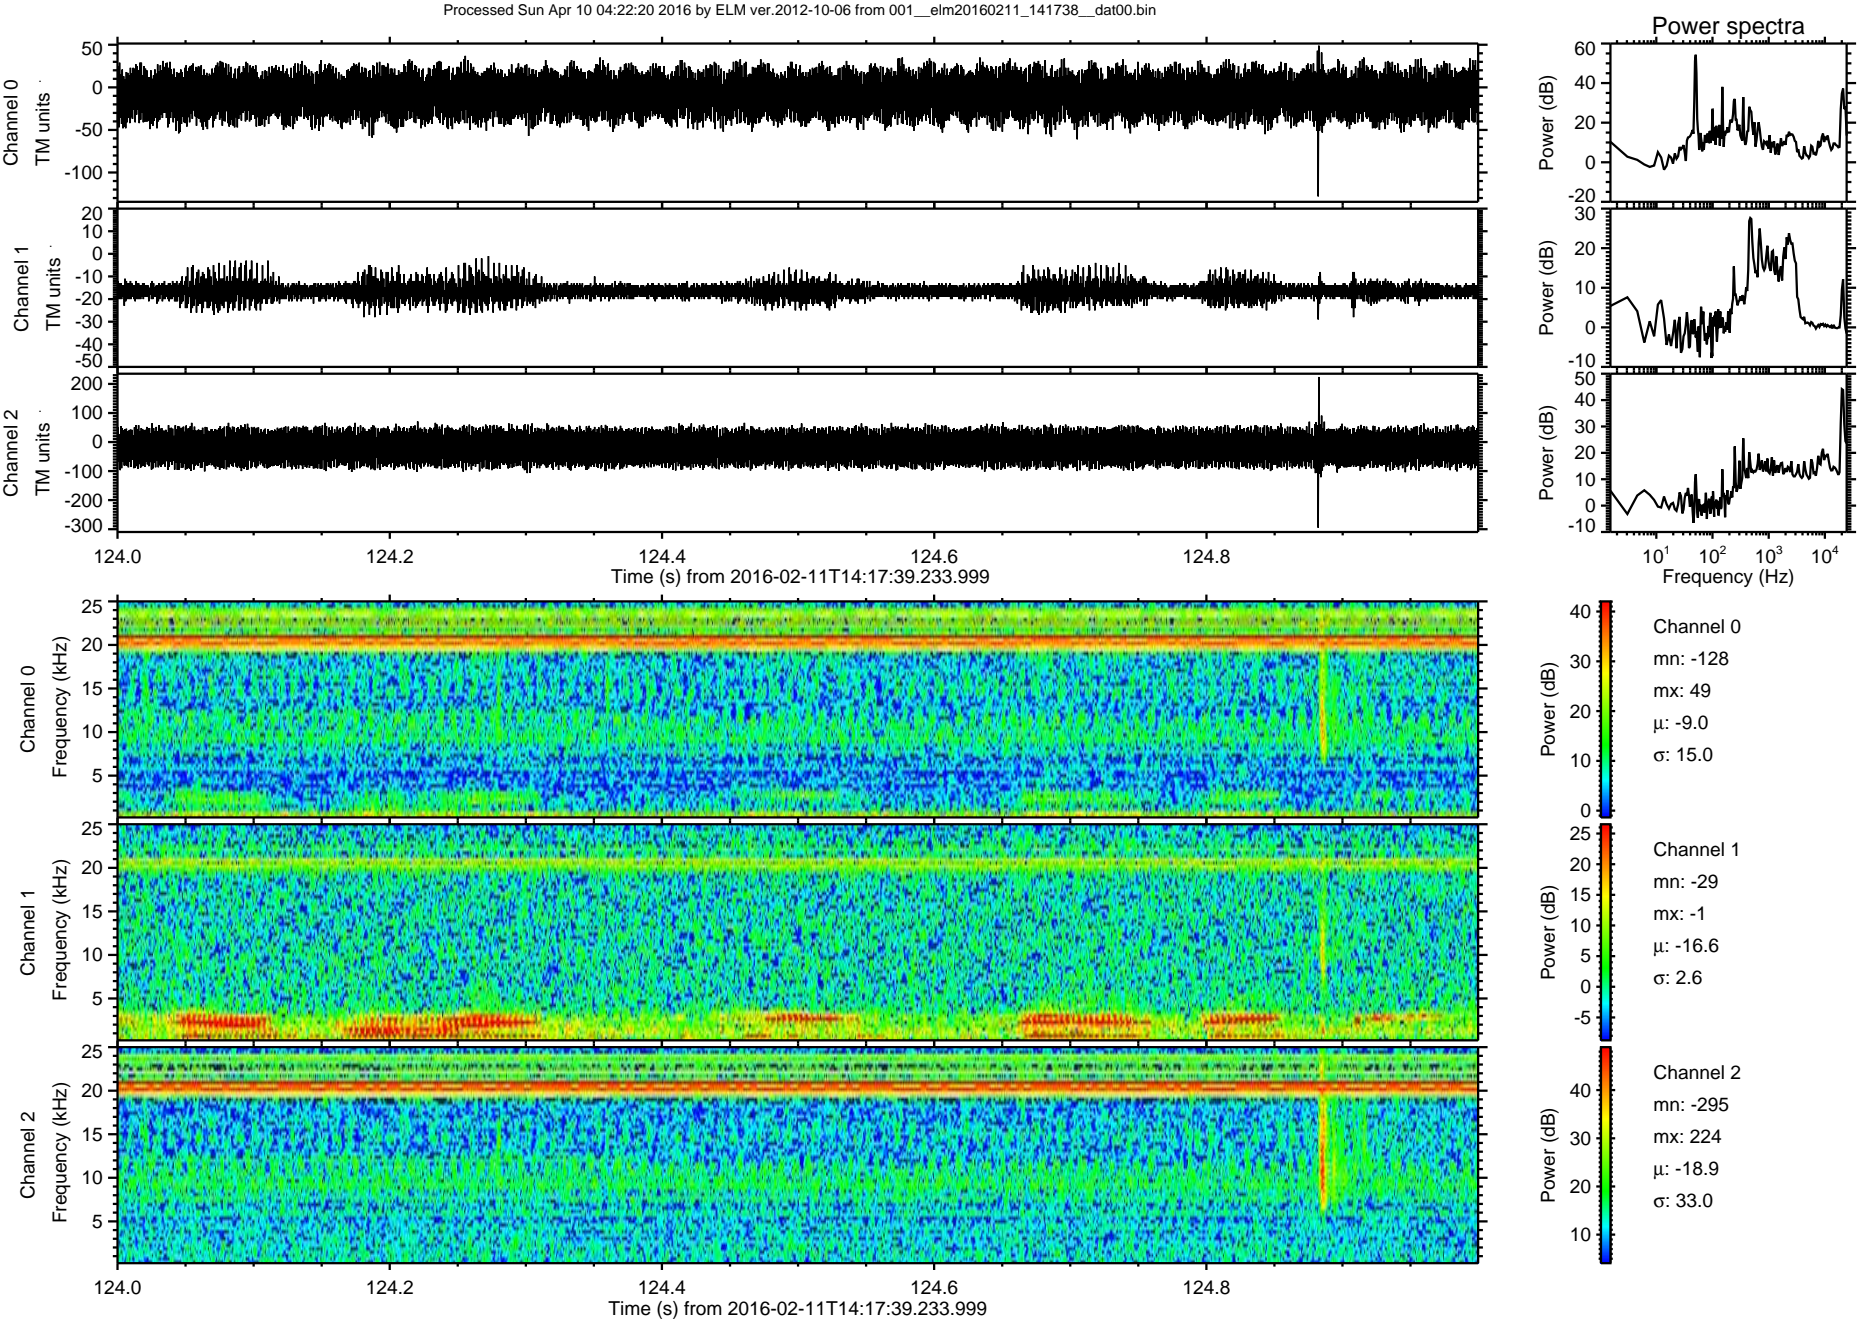 Processed Sun Apr 10 04:22:20 2016 by ELM ver.2012-10-06 from 001__elm20160211_141738__dat00.bin
Power spectra
Channel 0
TM units
50
0
-50
-100
Power (dB)
60
40
20
0
-20
Channel 1
TM units
20
10
0
-10
-20
-30
-40
-50
Power (dB)
30
20
10
0
-10
Channel 2
TM units
200
100
0
-100
-200
-300
Power (dB)
50
40
30
20
10
0
-10
124.0 124.2 124.4 124.6 124.8
Time (s) from 2016-02-11T14:17:39.233.999
10^1 10^2 10^3 10^4
Frequency (Hz)
Channel 0
Frequency (kHz)
25
20
15
10
5
Power (dB)
40
30
20
10
0
Channel 0
mn: -128
mx: 49
µ: -9.0
σ: 15.0
Channel 1
Frequency (kHz)
25
20
15
10
5
Power (dB)
25
20
15
10
5
0
-5
Channel 1
mn: -29
mx: -1
µ: -16.6
σ: 2.6
Channel 2
Frequency (kHz)
25
20
15
10
5
Power (dB)
40
30
20
10
Channel 2
mn: -295
mx: 224
µ: -18.9
σ: 33.0
124.0 124.2 124.4 124.6 124.8
Time (s) from 2016-02-11T14:17:39.233.999